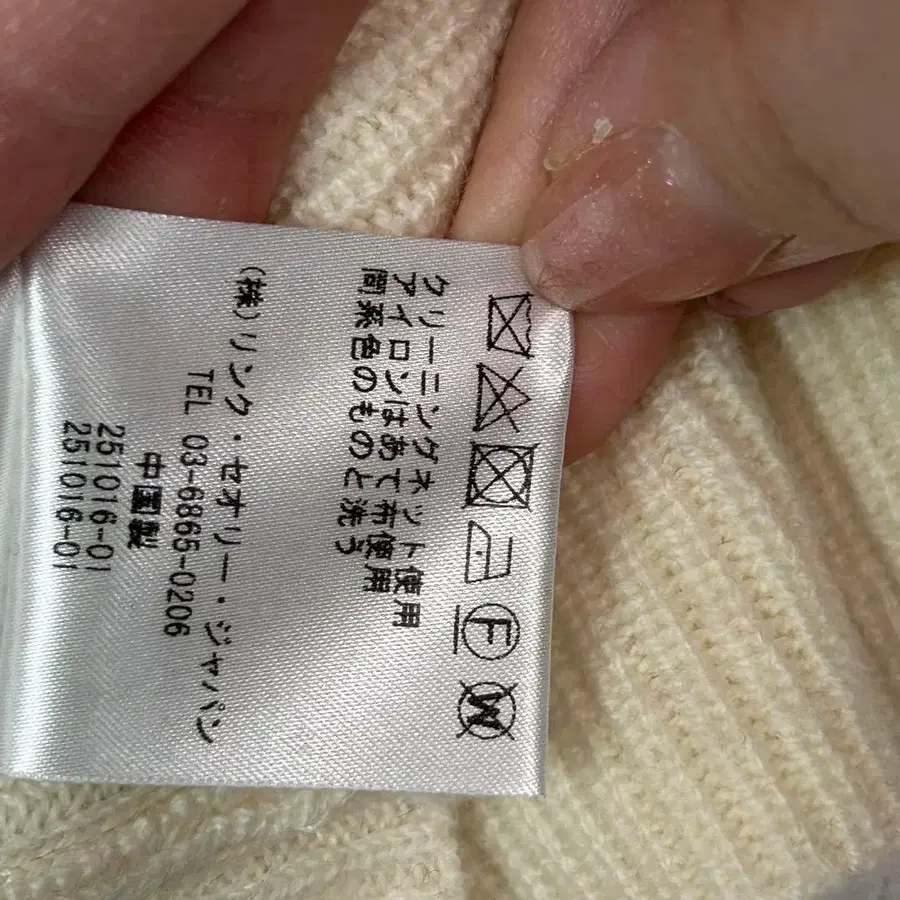 F W
クリーニングネット使用
アイロンはあて布使用
同系色のものと洗う
(株)リンク・セオリー・ジャパン
TEL 03-6865-0206
中国製
251016-01
251016-01